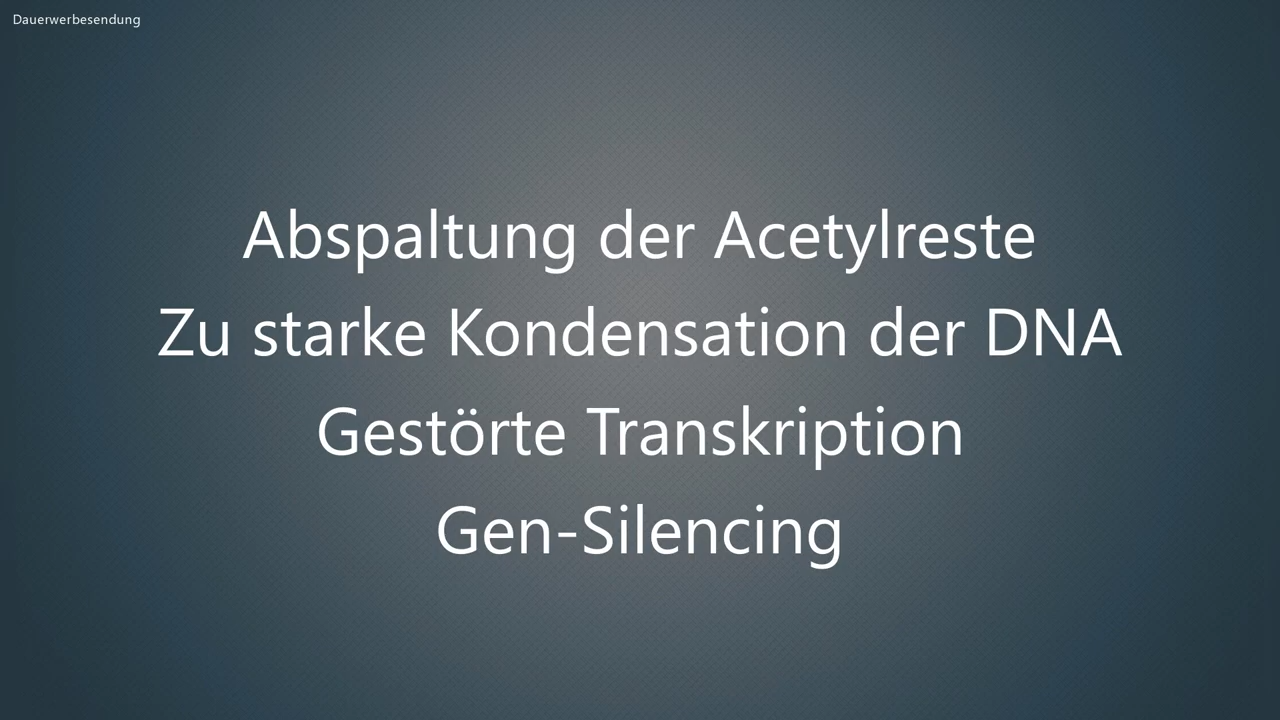 Dauerwerbesendung
Abspaltung der Acetylreste
Zu starke Kondensation der DNA
Gestörte Transkription
Gen-Silencing